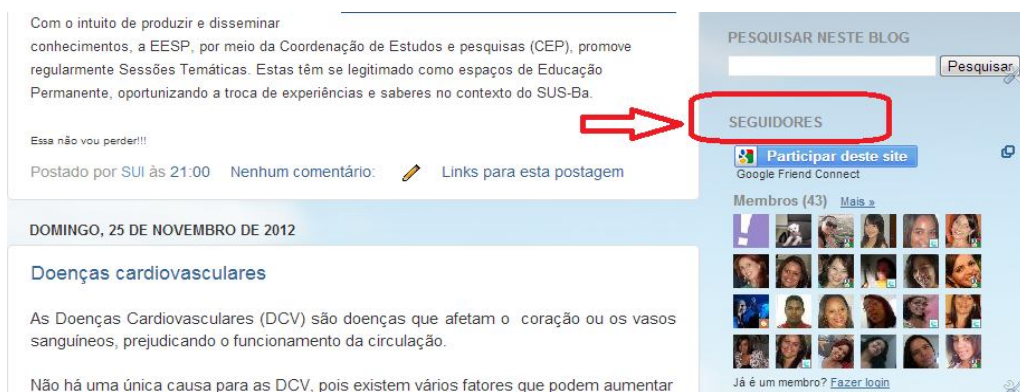 Com o intuito de produzir e disseminar
conhecimentos, a EESP, por meio da Coordenação de Estudos e pesquisas (CEP), promove
regularmente Sessões Temáticas. Estas têm se legitimado como espaços de Educação
Permanente, oportunizando a troca de experiências e saberes no contexto do SUS-Ba.
Essa não vou perder!!!
Postado por SUI às 21:00 Nenhum comentário: Links para esta postagem
DOMINGO, 25 DE NOVEMBRO DE 2012
Doenças cardiovasculares
As Doenças Cardiovasculares (DCV) são doenças que afetam o coração ou os vasos
sanguíneos, prejudicando o funcionamento da circulação.
Não há uma única causa para as DCV, pois existem vários fatores que podem aumentar
PESQUISAR NESTE BLOG
Pesquisar
SEGUIDORES
Participar deste site
Google Friend Connect
Membros (43) Mais »
Já é um membro? Fazer login